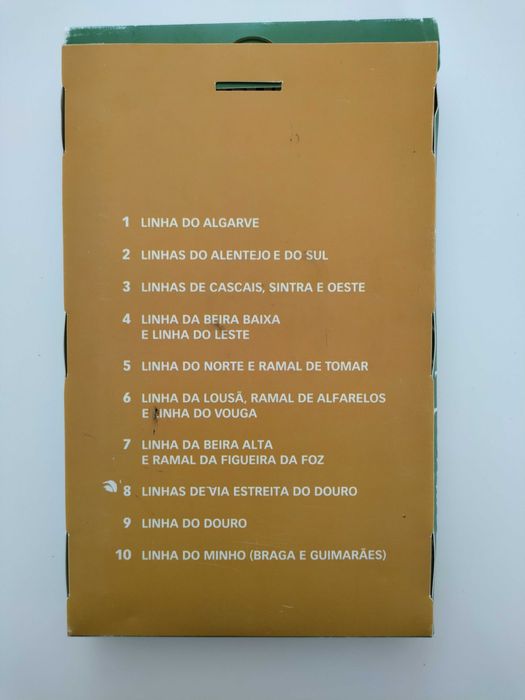 1 LINHA DO ALGARVE
2 LINHAS DO ALENTEJO E DO SUL
3 LINHAS DE CASCAIS, SINTRA E OESTE
4 LINHA DA BEIRA BAIXA
E LINHA DO LESTE
5 LINHA DO NORTE E RAMAL DE TOMAR
6 LINHA DA LOUSÃ, RAMAL DE ALFARELOS
E LINHA DO VOUGA
7 LINHA DA BEIRA ALTA
E RAMAL DA FIGUEIRA DA FOZ
8 LINHAS DE VIA ESTREITA DO DOURO
9 LINHA DO DOURO
10 LINHA DO MINHO (BRAGA E GUIMARÃES)